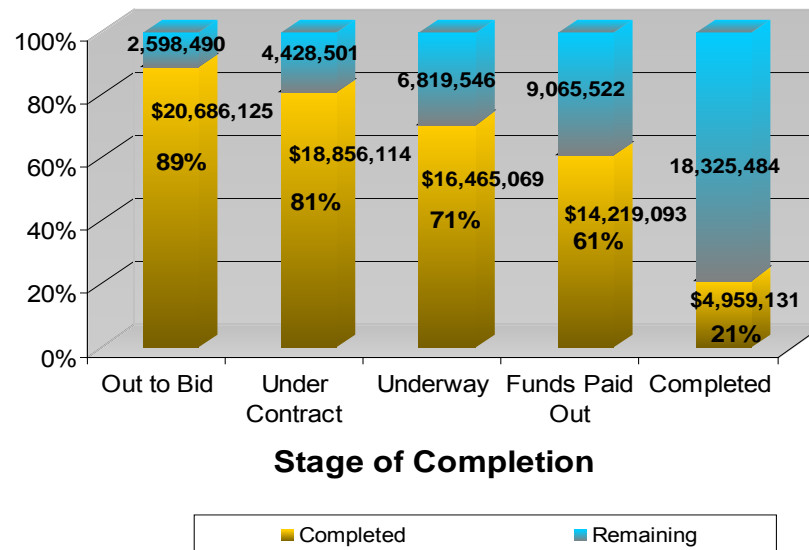 100%
80%
60%
40%
20%
0%
2,598,490
$20,686,125
89%
4,428,501
$18,856,114
81%
6,819,546
$16,465,069
71%
9,065,522
$14,219,093
61%
18,325,484
$4,959,131
21%
Out to Bid
Under
Contract
Underway
Funds Paid
Out
Completed
Stage of Completion
Completed
Remaining